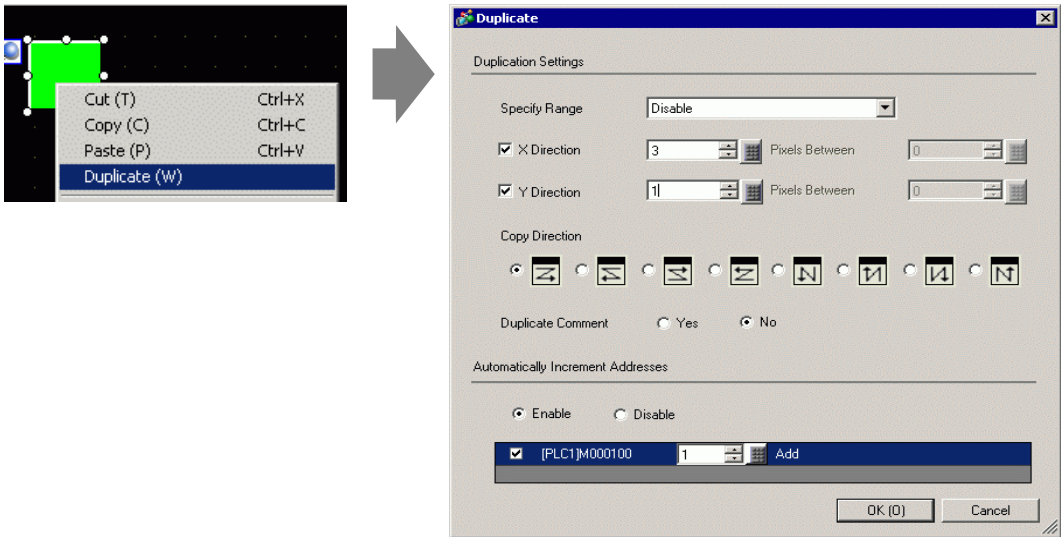 Cut (T) Ctrl+X
Copy (C) Ctrl+C
Paste (P) Ctrl+V
Duplicate (W)
Duplicate
Duplication Settings
Specify Range Disable
X Direction 3 Pixels Between 0
Y Direction 1 Pixels Between 0
Copy Direction
Duplicate Comment Yes No
Automatically Increment Addresses
Enable Disable
[PLC1]M000100 1 Add
OK (O) Cancel